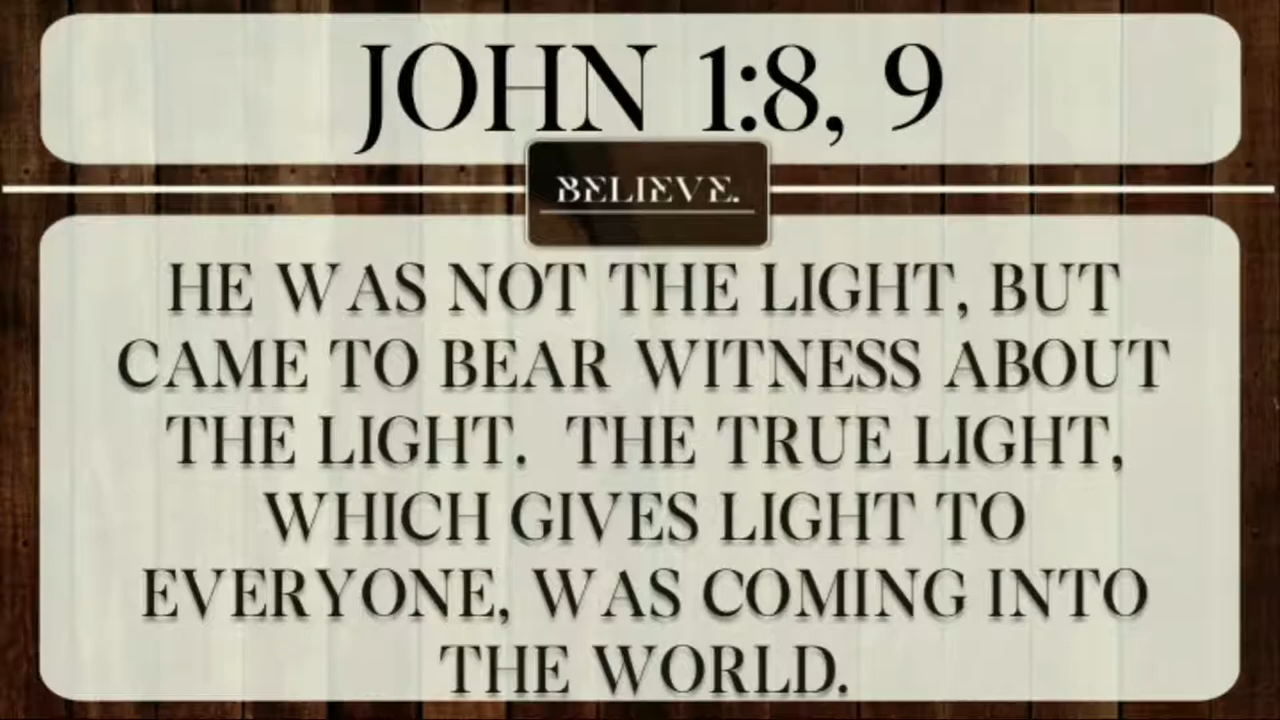 JOHN 1:8, 9
BELIEVE.
HE WAS NOT THE LIGHT, BUT
CAME TO BEAR WITNESS ABOUT
THE LIGHT.  THE TRUE LIGHT,
WHICH GIVES LIGHT TO
EVERYONE, WAS COMING INTO
THE WORLD.